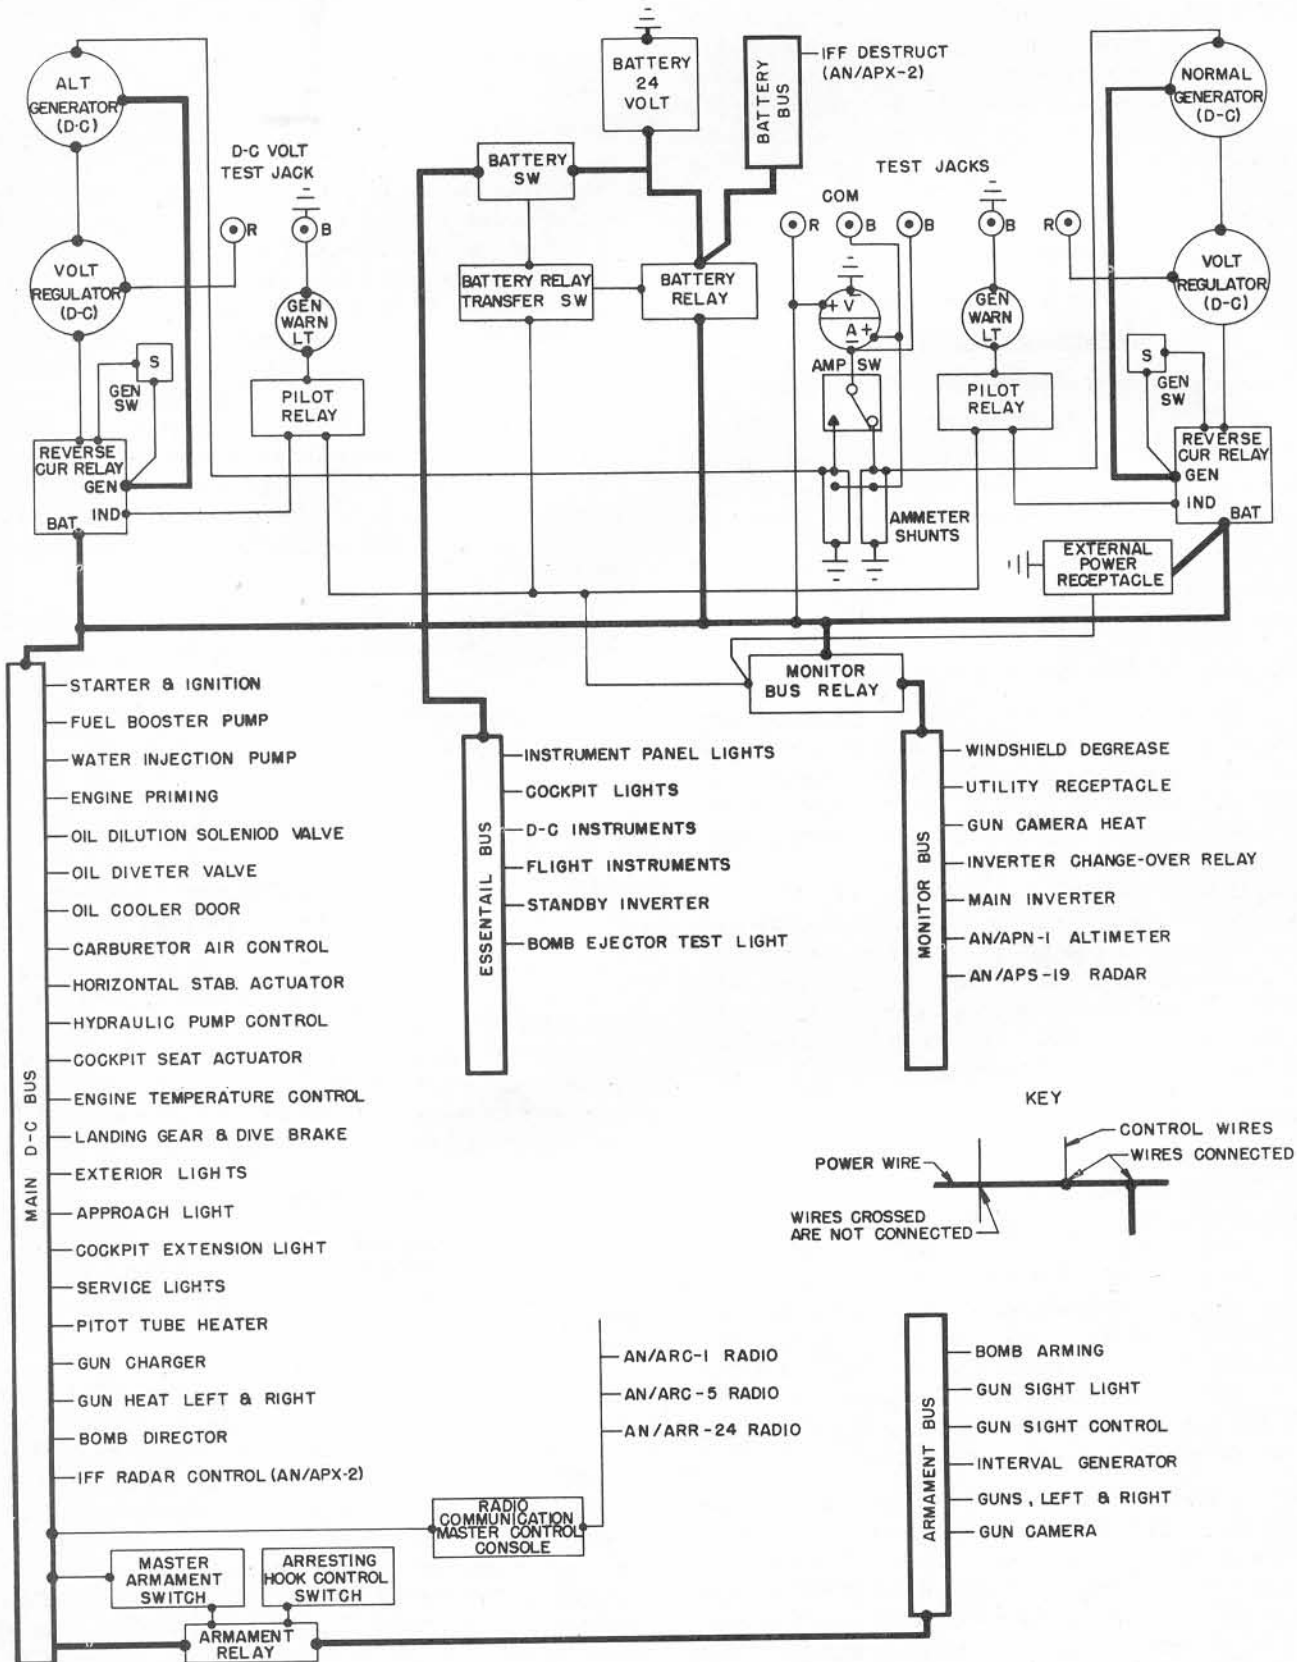 ALT
GENERATOR
(D-C)
D-C VOLT
TEST JACK
R
B
VOLT
REGULATOR
(D-C)
GEN
WARN
LT
S
GEN
SW
PILOT
RELAY
REVERSE
CUR RELAY
GEN
IND
BAT
BATTERY
24
VOLT
BATTERY
BUS
IFF DESTRUCT
(AN/APX-2)
BATTERY
SW
BATTERY RELAY
TRANSFER SW
BATTERY
RELAY
TEST JACKS
COM
R
B
B
B
R
+ V
-
A +
-
AMP SW
GEN
WARN
LT
PILOT
RELAY
AMMETER
SHUNTS
NORMAL
GENERATOR
(D-C)
VOLT
REGULATOR
(D-C)
S
GEN
SW
REVERSE
CUR RELAY
GEN
IND
BAT
EXTERNAL
POWER
RECEPTACLE
MONITOR
BUS RELAY
MAIN D-C BUS
STARTER & IGNITION
FUEL BOOSTER PUMP
WATER INJECTION PUMP
ENGINE PRIMING
OIL DILUTION SOLENIOD VALVE
OIL DIVETER VALVE
OIL COOLER DOOR
CARBURETOR AIR CONTROL
HORIZONTAL STAB. ACTUATOR
HYDRAULIC PUMP CONTROL
COCKPIT SEAT ACTUATOR
ENGINE TEMPERATURE CONTROL
LANDING GEAR & DIVE BRAKE
EXTERIOR LIGHTS
APPROACH LIGHT
COCKPIT EXTENSION LIGHT
SERVICE LIGHTS
PITOT TUBE HEATER
GUN CHARGER
GUN HEAT LEFT & RIGHT
BOMB DIRECTOR
IFF RADAR CONTROL (AN/APX-2)
ESSENTAIL BUS
INSTRUMENT PANEL LIGHTS
COCKPIT LIGHTS
D-C INSTRUMENTS
FLIGHT INSTRUMENTS
STANDBY INVERTER
BOMB EJECTOR TEST LIGHT
MONITOR BUS
WINDSHIELD DEGREASE
UTILITY RECEPTACLE
GUN CAMERA HEAT
INVERTER CHANGE-OVER RELAY
MAIN INVERTER
AN/APN-1 ALTIMETER
AN/APS-19 RADAR
KEY
CONTROL WIRES
WIRES CONNECTED
POWER WIRE
WIRES CROSSED
ARE NOT CONNECTED
AN/ARC-1 RADIO
AN/ARC-5 RADIO
AN/ARR-24 RADIO
RADIO
COMMUNICATION
MASTER CONTROL
CONSOLE
MASTER
ARMAMENT
SWITCH
ARRESTING
HOOK CONTROL
SWITCH
ARMAMENT
RELAY
ARMAMENT BUS
BOMB ARMING
GUN SIGHT LIGHT
GUN SIGHT CONTROL
INTERVAL GENERATOR
GUNS, LEFT & RIGHT
GUN CAMERA